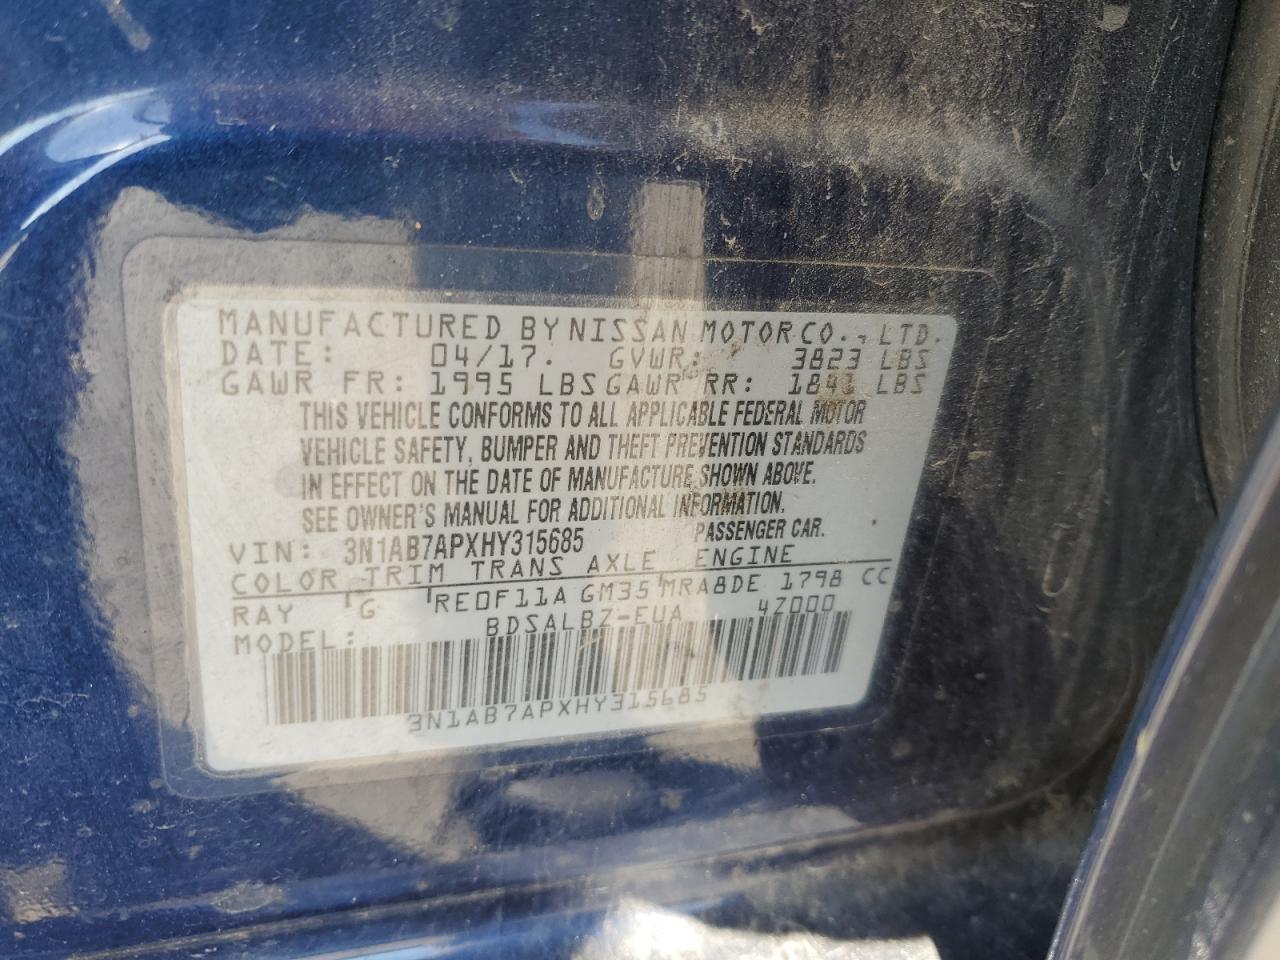 MANUFACTURED BY NISSAN MOTOR CO., LTD.
DATE: 04/17. GVWR: 3823 LBS
GAWR FR: 1995 LBS GAWR RR: LBS
THIS VEHICLE CONFORMS TO ALL APPLICABLE FEDERAL MOTOR
VEHICLE SAFETY, BUMPER AND THEFT PREVENTION STANDARDS
IN EFFECT ON THE DATE OF MANUFACTURE SHOWN ABOVE.
SEE OWNER'S MANUAL FOR ADDITIONAL INFORMATION.
VIN: 3N1AB7APXHY315685 PASSENGER CAR.
COLOR TRIM TRANS AXLE ENGINE
RAY G RE0F11A GM35 MRA8DE 1798 CC
MODEL: BDSALBZ-EUA 4Z000
3N1AB7APXHY315685